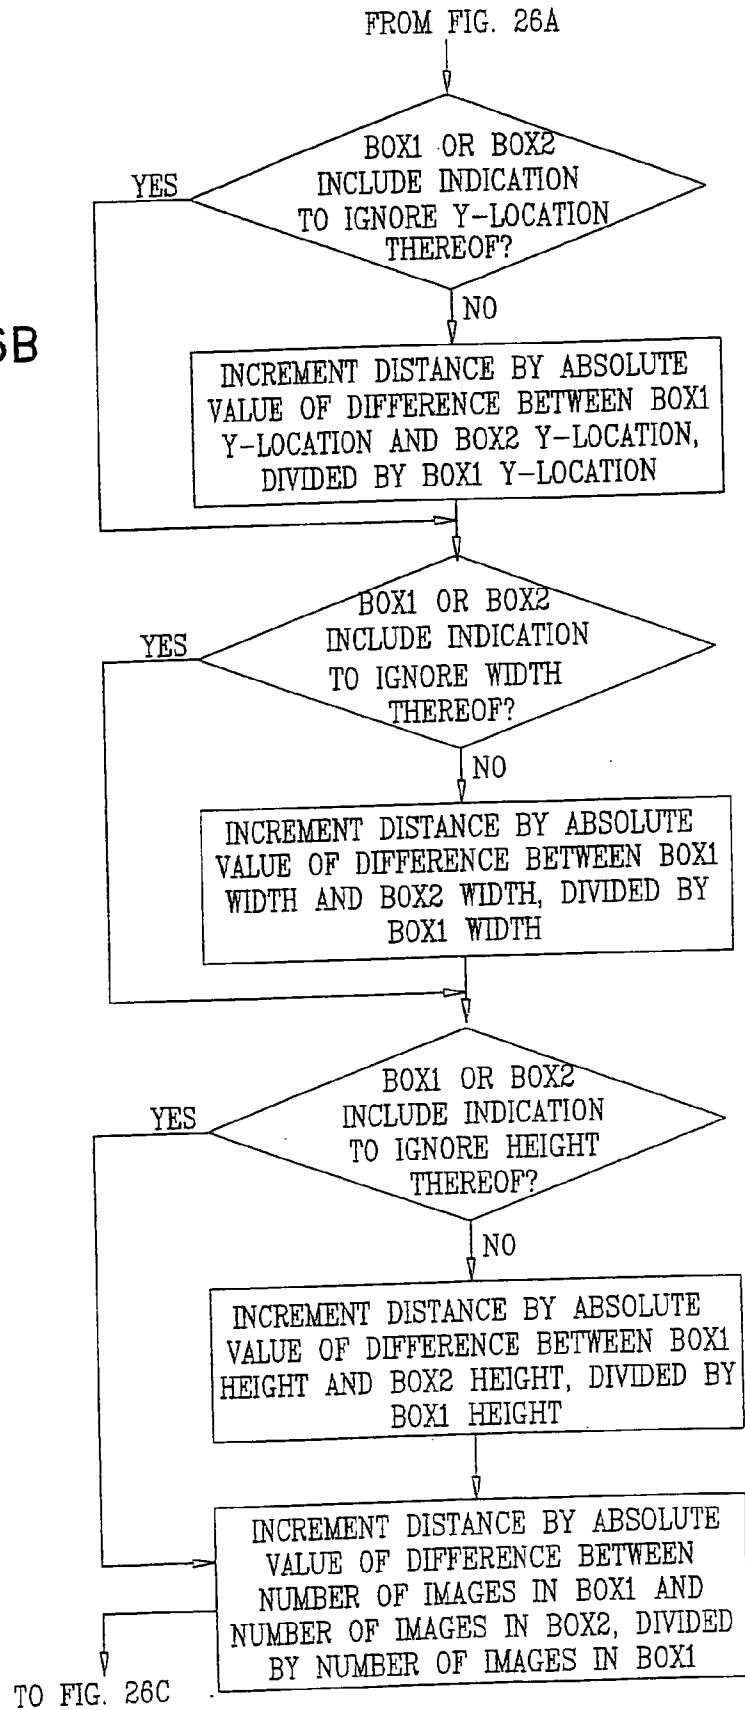 FROM FIG. 26A
BOX1 OR BOX2
INCLUDE INDICATION
TO IGNORE Y-LOCATION
THEREOF?
YES
NO
6B
INCREMENT DISTANCE BY ABSOLUTE
VALUE OF DIFFERENCE BETWEEN BOX1
Y-LOCATION AND BOX2 Y-LOCATION,
DIVIDED BY BOX1 Y-LOCATION
BOX1 OR BOX2
INCLUDE INDICATION
TO IGNORE WIDTH
THEREOF?
YES
NO
INCREMENT DISTANCE BY ABSOLUTE
VALUE OF DIFFERENCE BETWEEN BOX1
WIDTH AND BOX2 WIDTH, DIVIDED BY
BOX1 WIDTH
BOX1 OR BOX2
INCLUDE INDICATION
TO IGNORE HEIGHT
THEREOF?
YES
NO
INCREMENT DISTANCE BY ABSOLUTE
VALUE OF DIFFERENCE BETWEEN BOX1
HEIGHT AND BOX2 HEIGHT, DIVIDED BY
BOX1 HEIGHT
INCREMENT DISTANCE BY ABSOLUTE
VALUE OF DIFFERENCE BETWEEN
NUMBER OF IMAGES IN BOX1 AND
NUMBER OF IMAGES IN BOX2, DIVIDED
BY NUMBER OF IMAGES IN BOX1
TO FIG. 26C